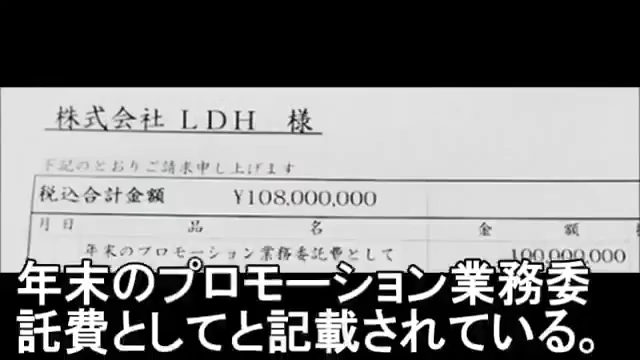 株式会社 LDH 様
下記のとおりご請求申し上げます
税込合計金額 ¥108,000,000
月日 品 名 金 額
年末のプロモーション業務委託費として 100,000,000
年末のプロモーション業務委
託費としてと記載されている。